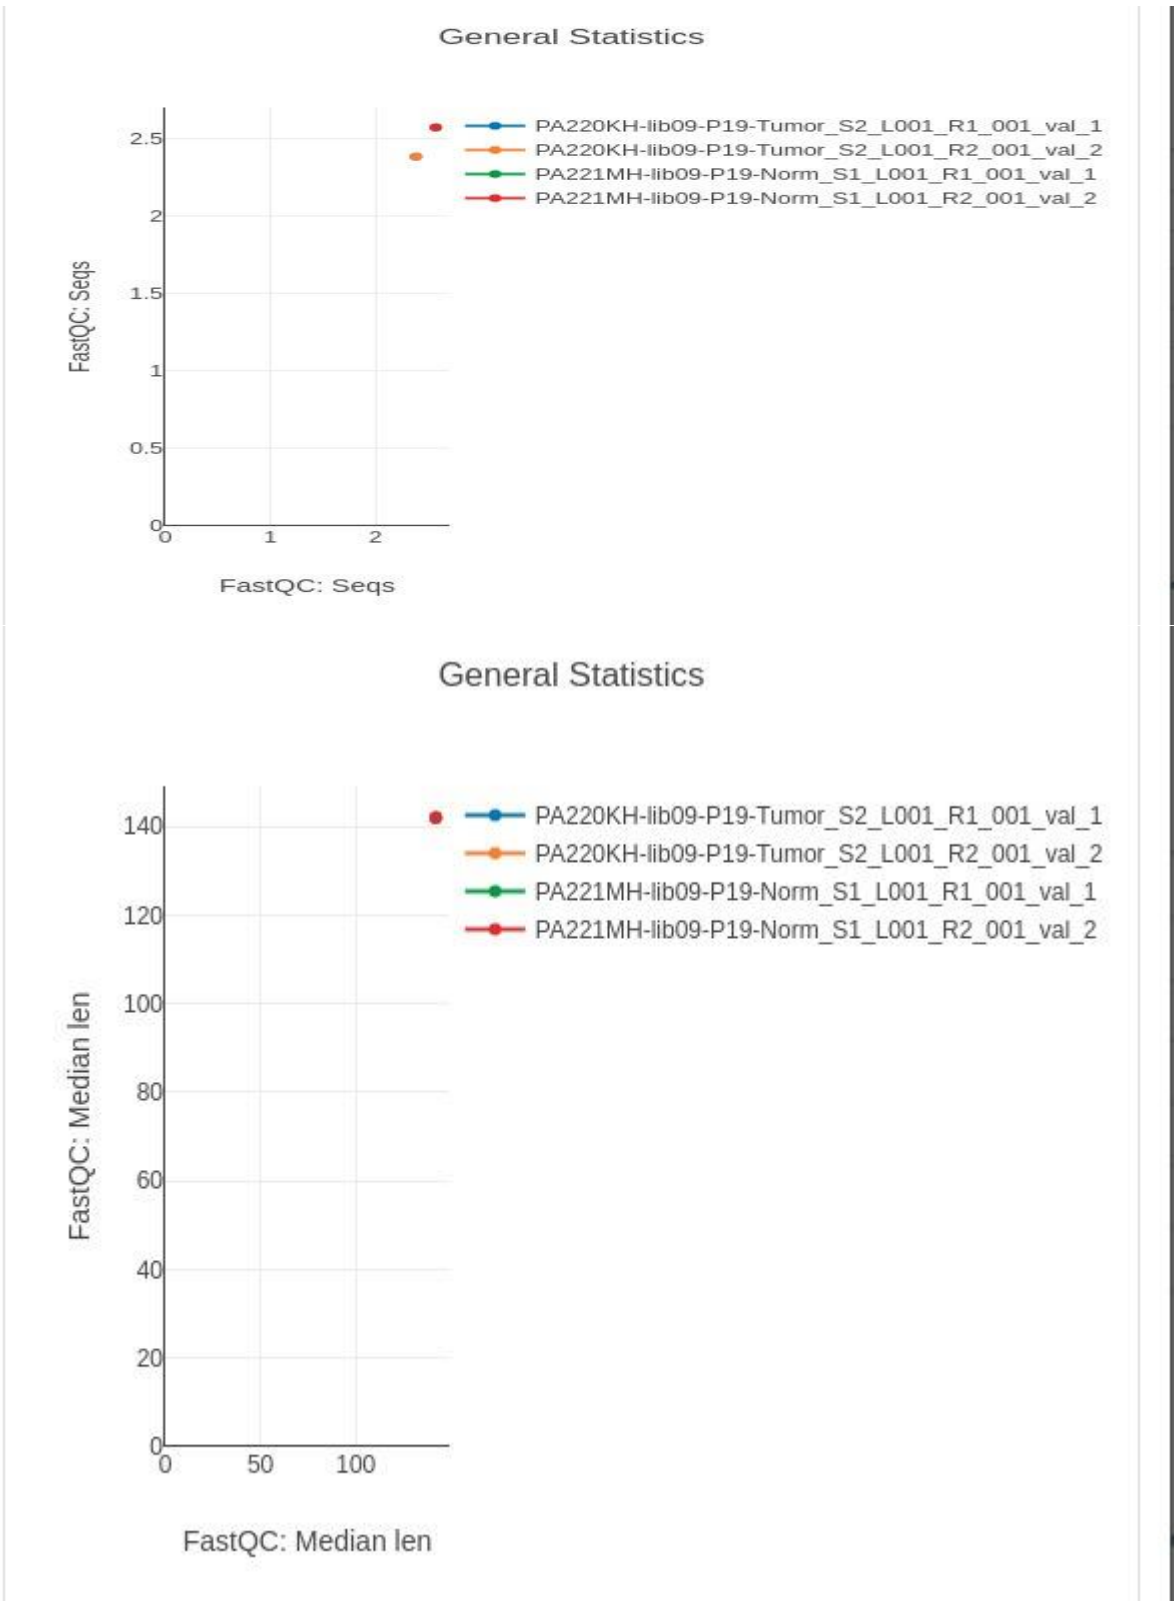 General Statistics
2.5
2
1.5
1
0.5
0
0 1 2
FastQC: Seqs
FastQC: Seqs
PA220KH-lib09-P19-Tumor_S2_L001_R1_001_val_1
PA220KH-lib09-P19-Tumor_S2_L001_R2_001_val_2
PA221MH-lib09-P19-Norm_S1_L001_R1_001_val_1
PA221MH-lib09-P19-Norm_S1_L001_R2_001_val_2
General Statistics
140
120
100
80
60
40
20
0
0 50 100
FastQC: Median len
FastQC: Median len
PA220KH-lib09-P19-Tumor_S2_L001_R1_001_val_1
PA220KH-lib09-P19-Tumor_S2_L001_R2_001_val_2
PA221MH-lib09-P19-Norm_S1_L001_R1_001_val_1
PA221MH-lib09-P19-Norm_S1_L001_R2_001_val_2